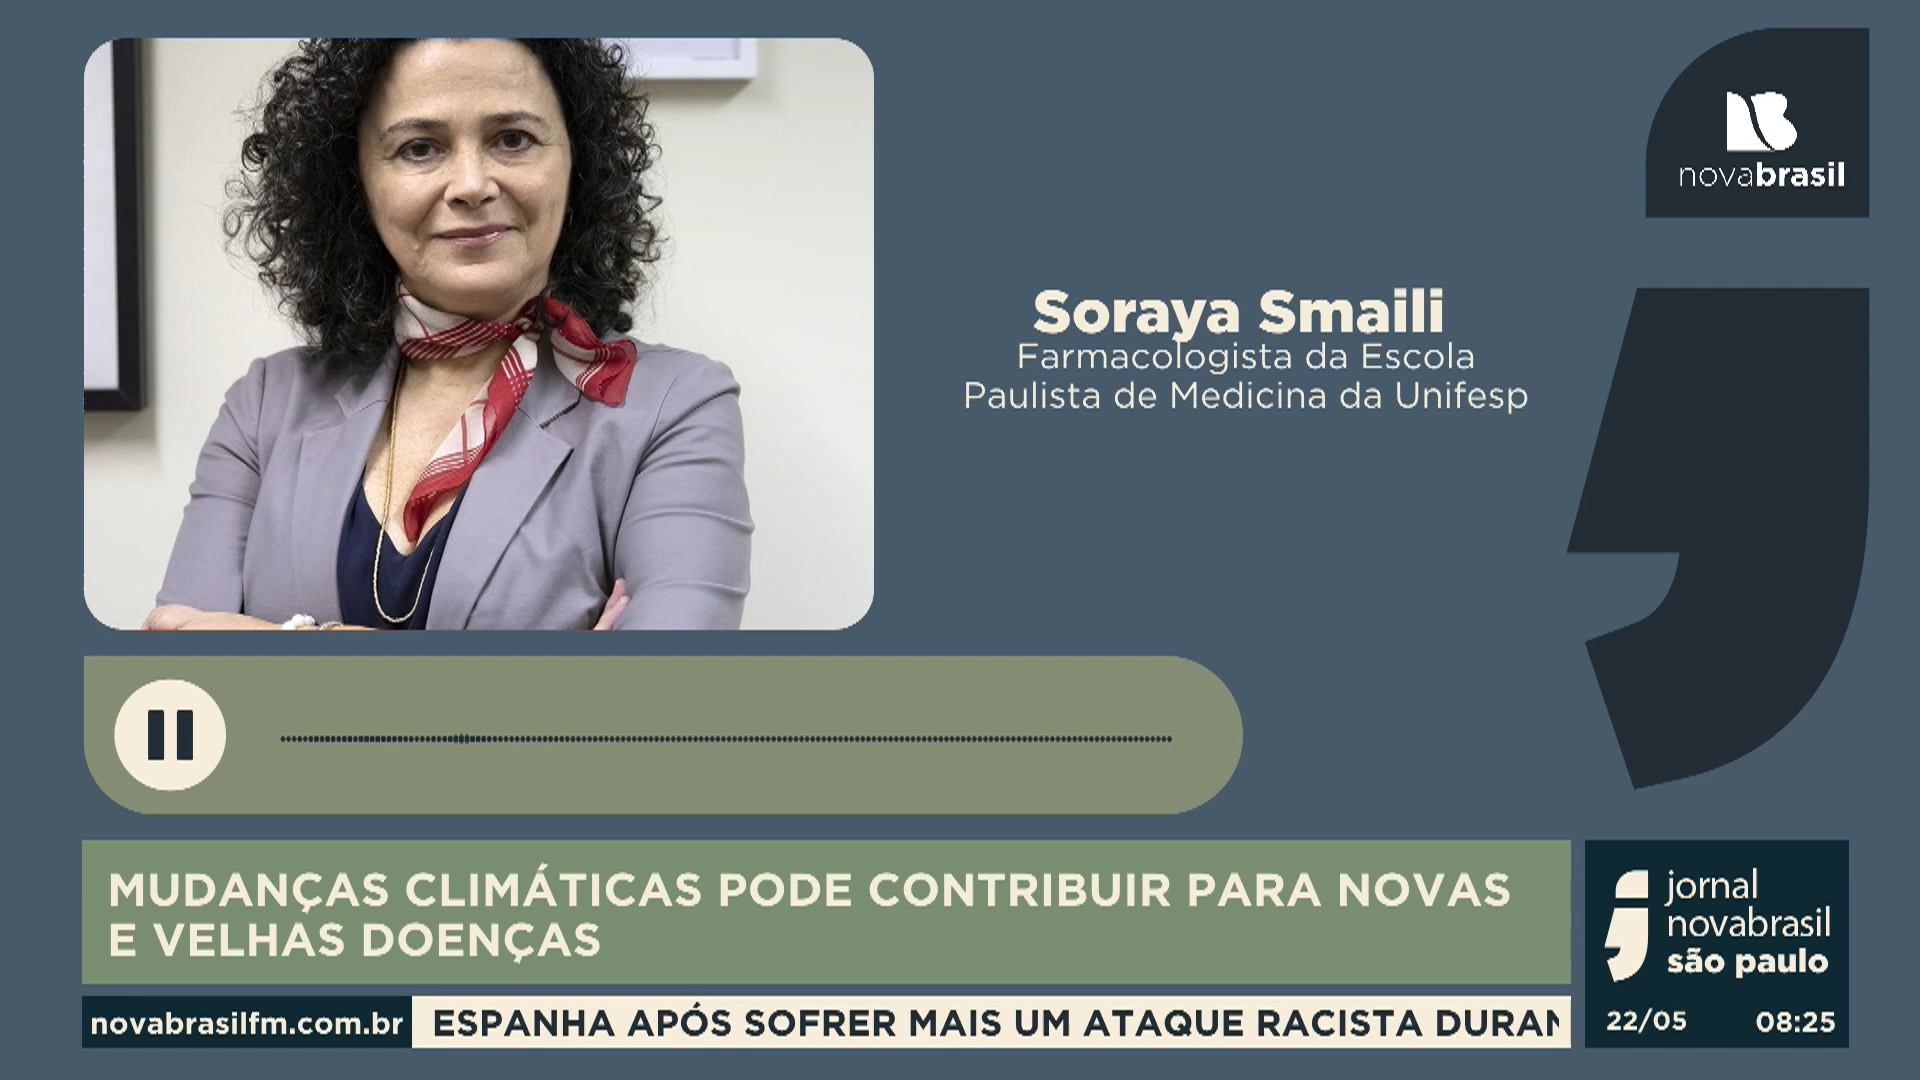 novabrasil
Soraya Smaili
Farmacologista da Escola
Paulista de Medicina da Unifesp
MUDANÇAS CLIMÁTICAS PODE CONTRIBUIR PARA NOVAS
E VELHAS DOENÇAS
jornal
novabrasil
são paulo
novabrasilfm.com.br
ESPANHA APÓS SOFRER MAIS UM ATAQUE RACISTA DURAN
22/05 08:25